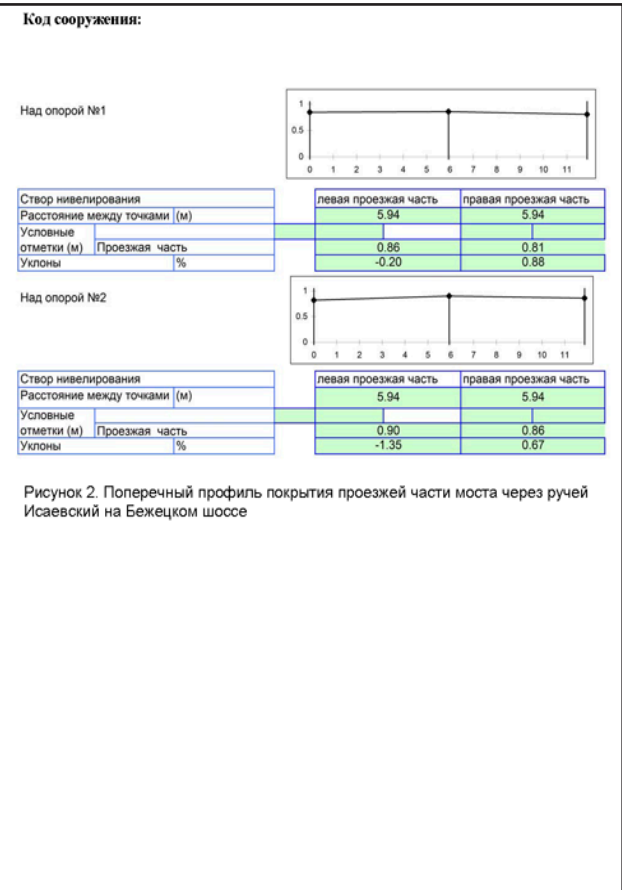 Код сооружения:
Над опорой №1
1
0.5
0
0 1 2 3 4 5 6 7 8 9 10 11
Створ нивелирования левая проезжая часть правая проезжая часть
Расстояние между точками (м) 5.94 5.94
Условные
отметки (м) Проезжая часть 0.86 0.81
Уклоны % -0.20 0.88
Над опорой №2
1
0.5
0
0 1 2 3 4 5 6 7 8 9 10 11
Створ нивелирования левая проезжая часть правая проезжая часть
Расстояние между точками (м) 5.94 5.94
Условные
отметки (м) Проезжая часть 0.90 0.86
Уклоны % -1.35 0.67
Рисунок 2. Поперечный профиль покрытия проезжей части моста через ручей
Исаевский на Бежецком шоссе